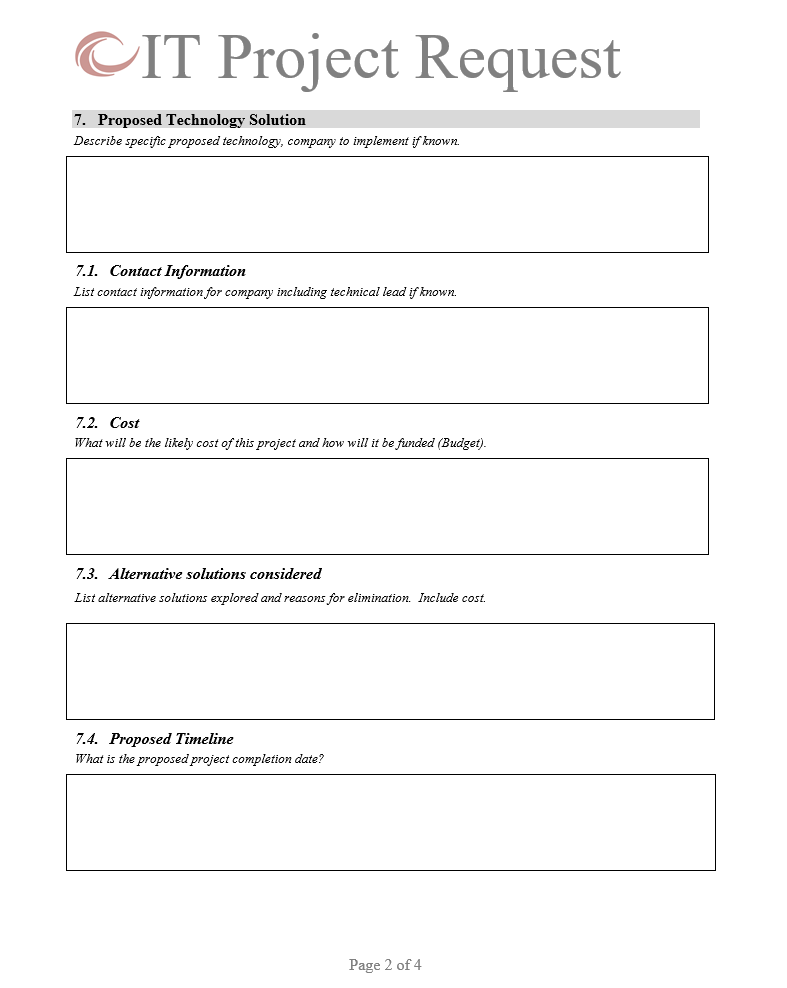 IT Project Request
7. Proposed Technology Solution
Describe specific proposed technology, company to implement if known.
7.1. Contact Information
List contact information for company including technical lead if known.
7.2. Cost
What will be the likely cost of this project and how will it be funded (Budget).
7.3. Alternative solutions considered
List alternative solutions explored and reasons for elimination.  Include cost.
7.4. Proposed Timeline
What is the proposed project completion date?
Page 2 of 4